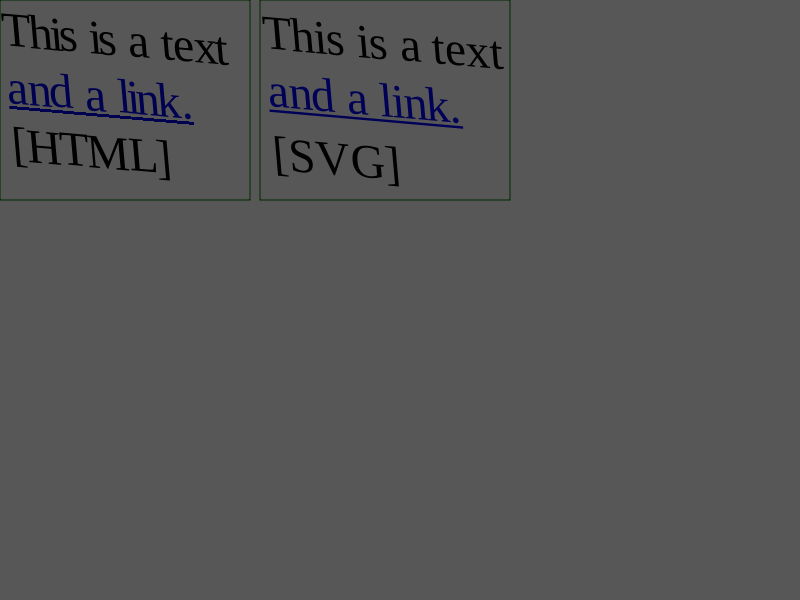 This is a text
and a link.
[HTML]
This is a text
and a link.
[SVG]